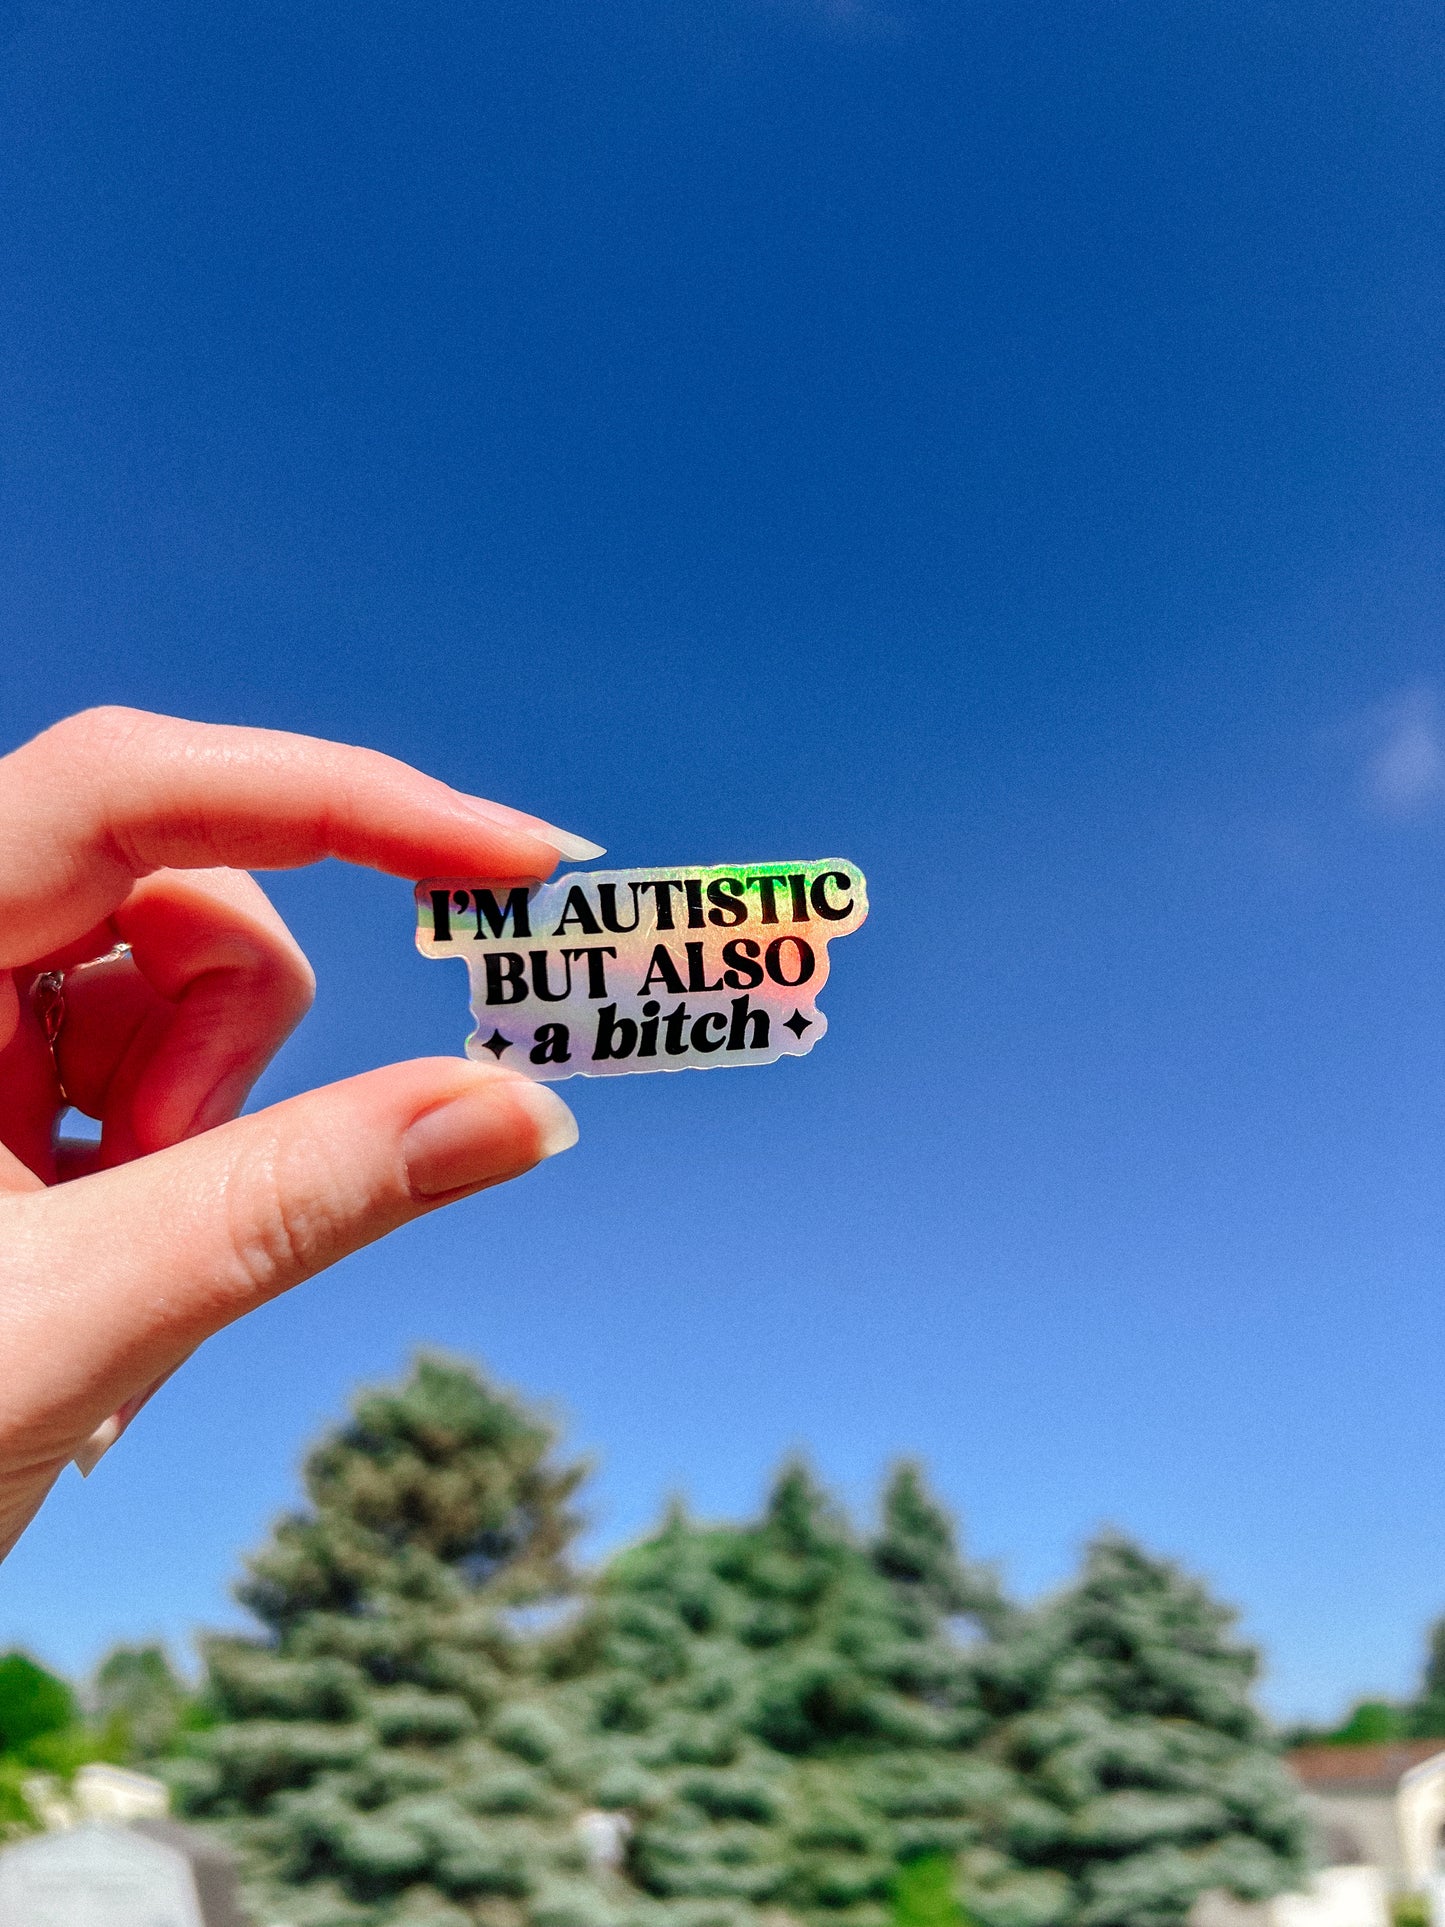 I'M AUTISTIC
BUT ALSO
a bitch